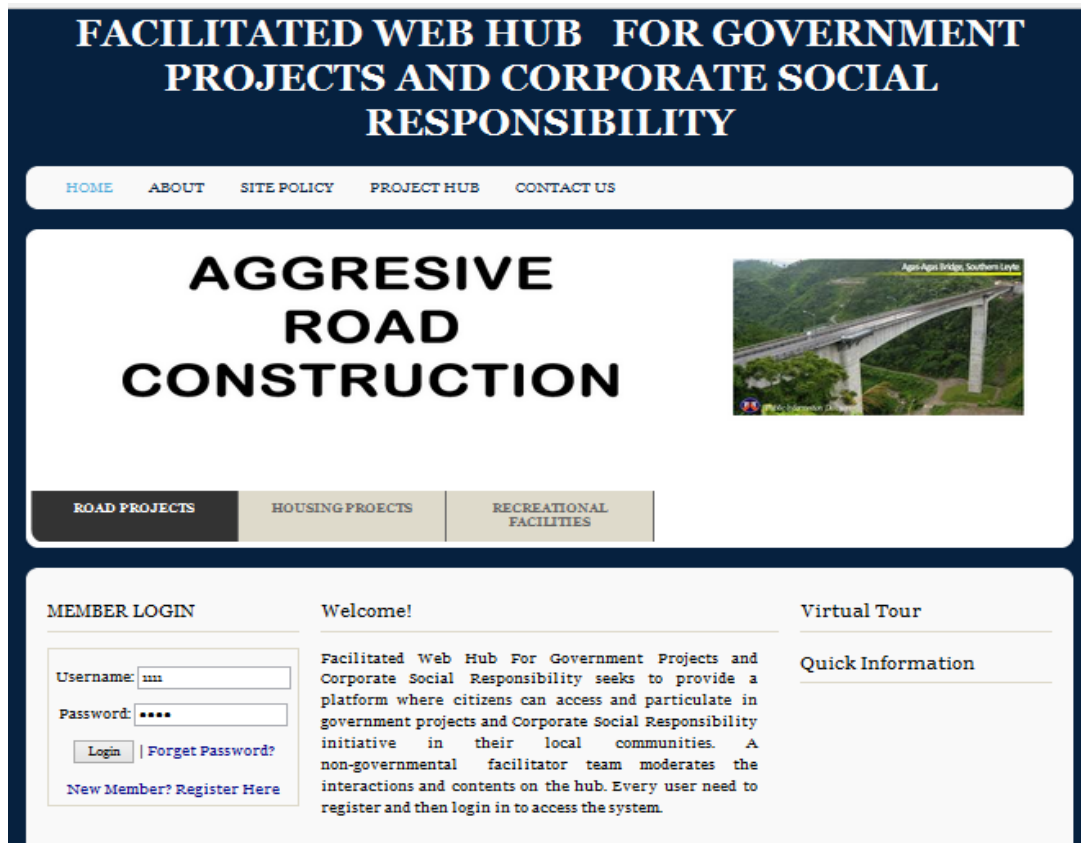 FACILITATED WEB HUB FOR GOVERNMENT
PROJECTS AND CORPORATE SOCIAL
RESPONSIBILITY
HOME ABOUT SITE POLICY PROJECT HUB CONTACT US
AGGRESIVE
ROAD
CONSTRUCTION
Agas-Agas Bridge, Southern Leyte
Public Information
ROAD PROJECTS
HOUSING PROECTS
RECREATIONAL
FACILITIES
MEMBER LOGIN
Username: 1111
Password: ••••
Login | Forget Password?
New Member? Register Here
Welcome!
Facilitated Web Hub For Government Projects and
Corporate Social Responsibility seeks to provide a
platform where citizens can access and particulate in
government projects and Corporate Social Responsibility
initiative in their local communities. A
non-governmental facilitator team moderates the
interactions and contents on the hub. Every user need to
register and then login in to access the system.
Virtual Tour
Quick Information